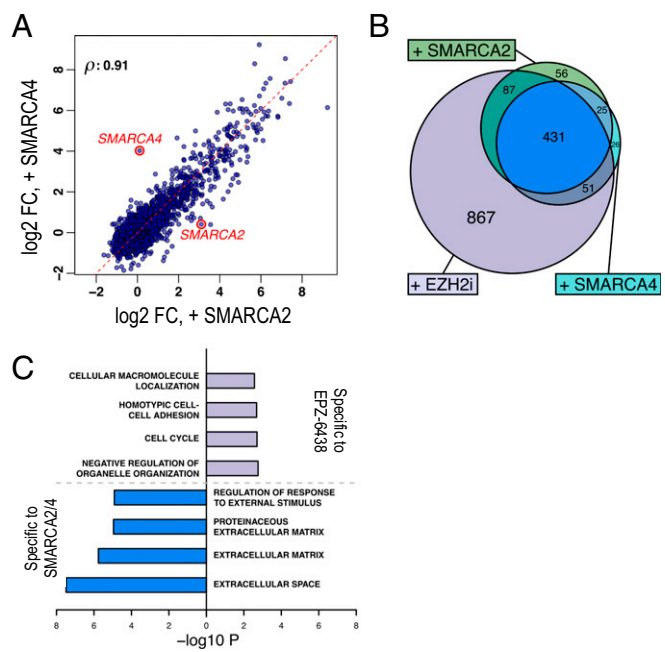 A
ρ: 0.91
SMARCA4
SMARCA2
log2 FC, + SMARCA4
8
6
4
2
0
−2
−2
0
2
4
6
8
log2 FC, + SMARCA2
B
+ SMARCA2
56
87
25
431
26
51
867
+ EZH2i
+ SMARCA4
C
CELLULAR MACROMOLECULE
LOCALIZATION
HOMOTYPIC CELL-
CELL ADHESION
CELL CYCLE
NEGATIVE REGULATION OF
ORGANELLE ORGANIZATION
Specific to
EPZ-6438
REGULATION OF RESPONSE
TO EXTERNAL STIMULUS
PROTEINACEOUS
EXTRACELLULAR MATRIX
EXTRACELLULAR MATRIX
EXTRACELLULAR SPACE
Specific to
SMARCA2/4
8 6 4 2 0 2 4 6 8
−log10 P